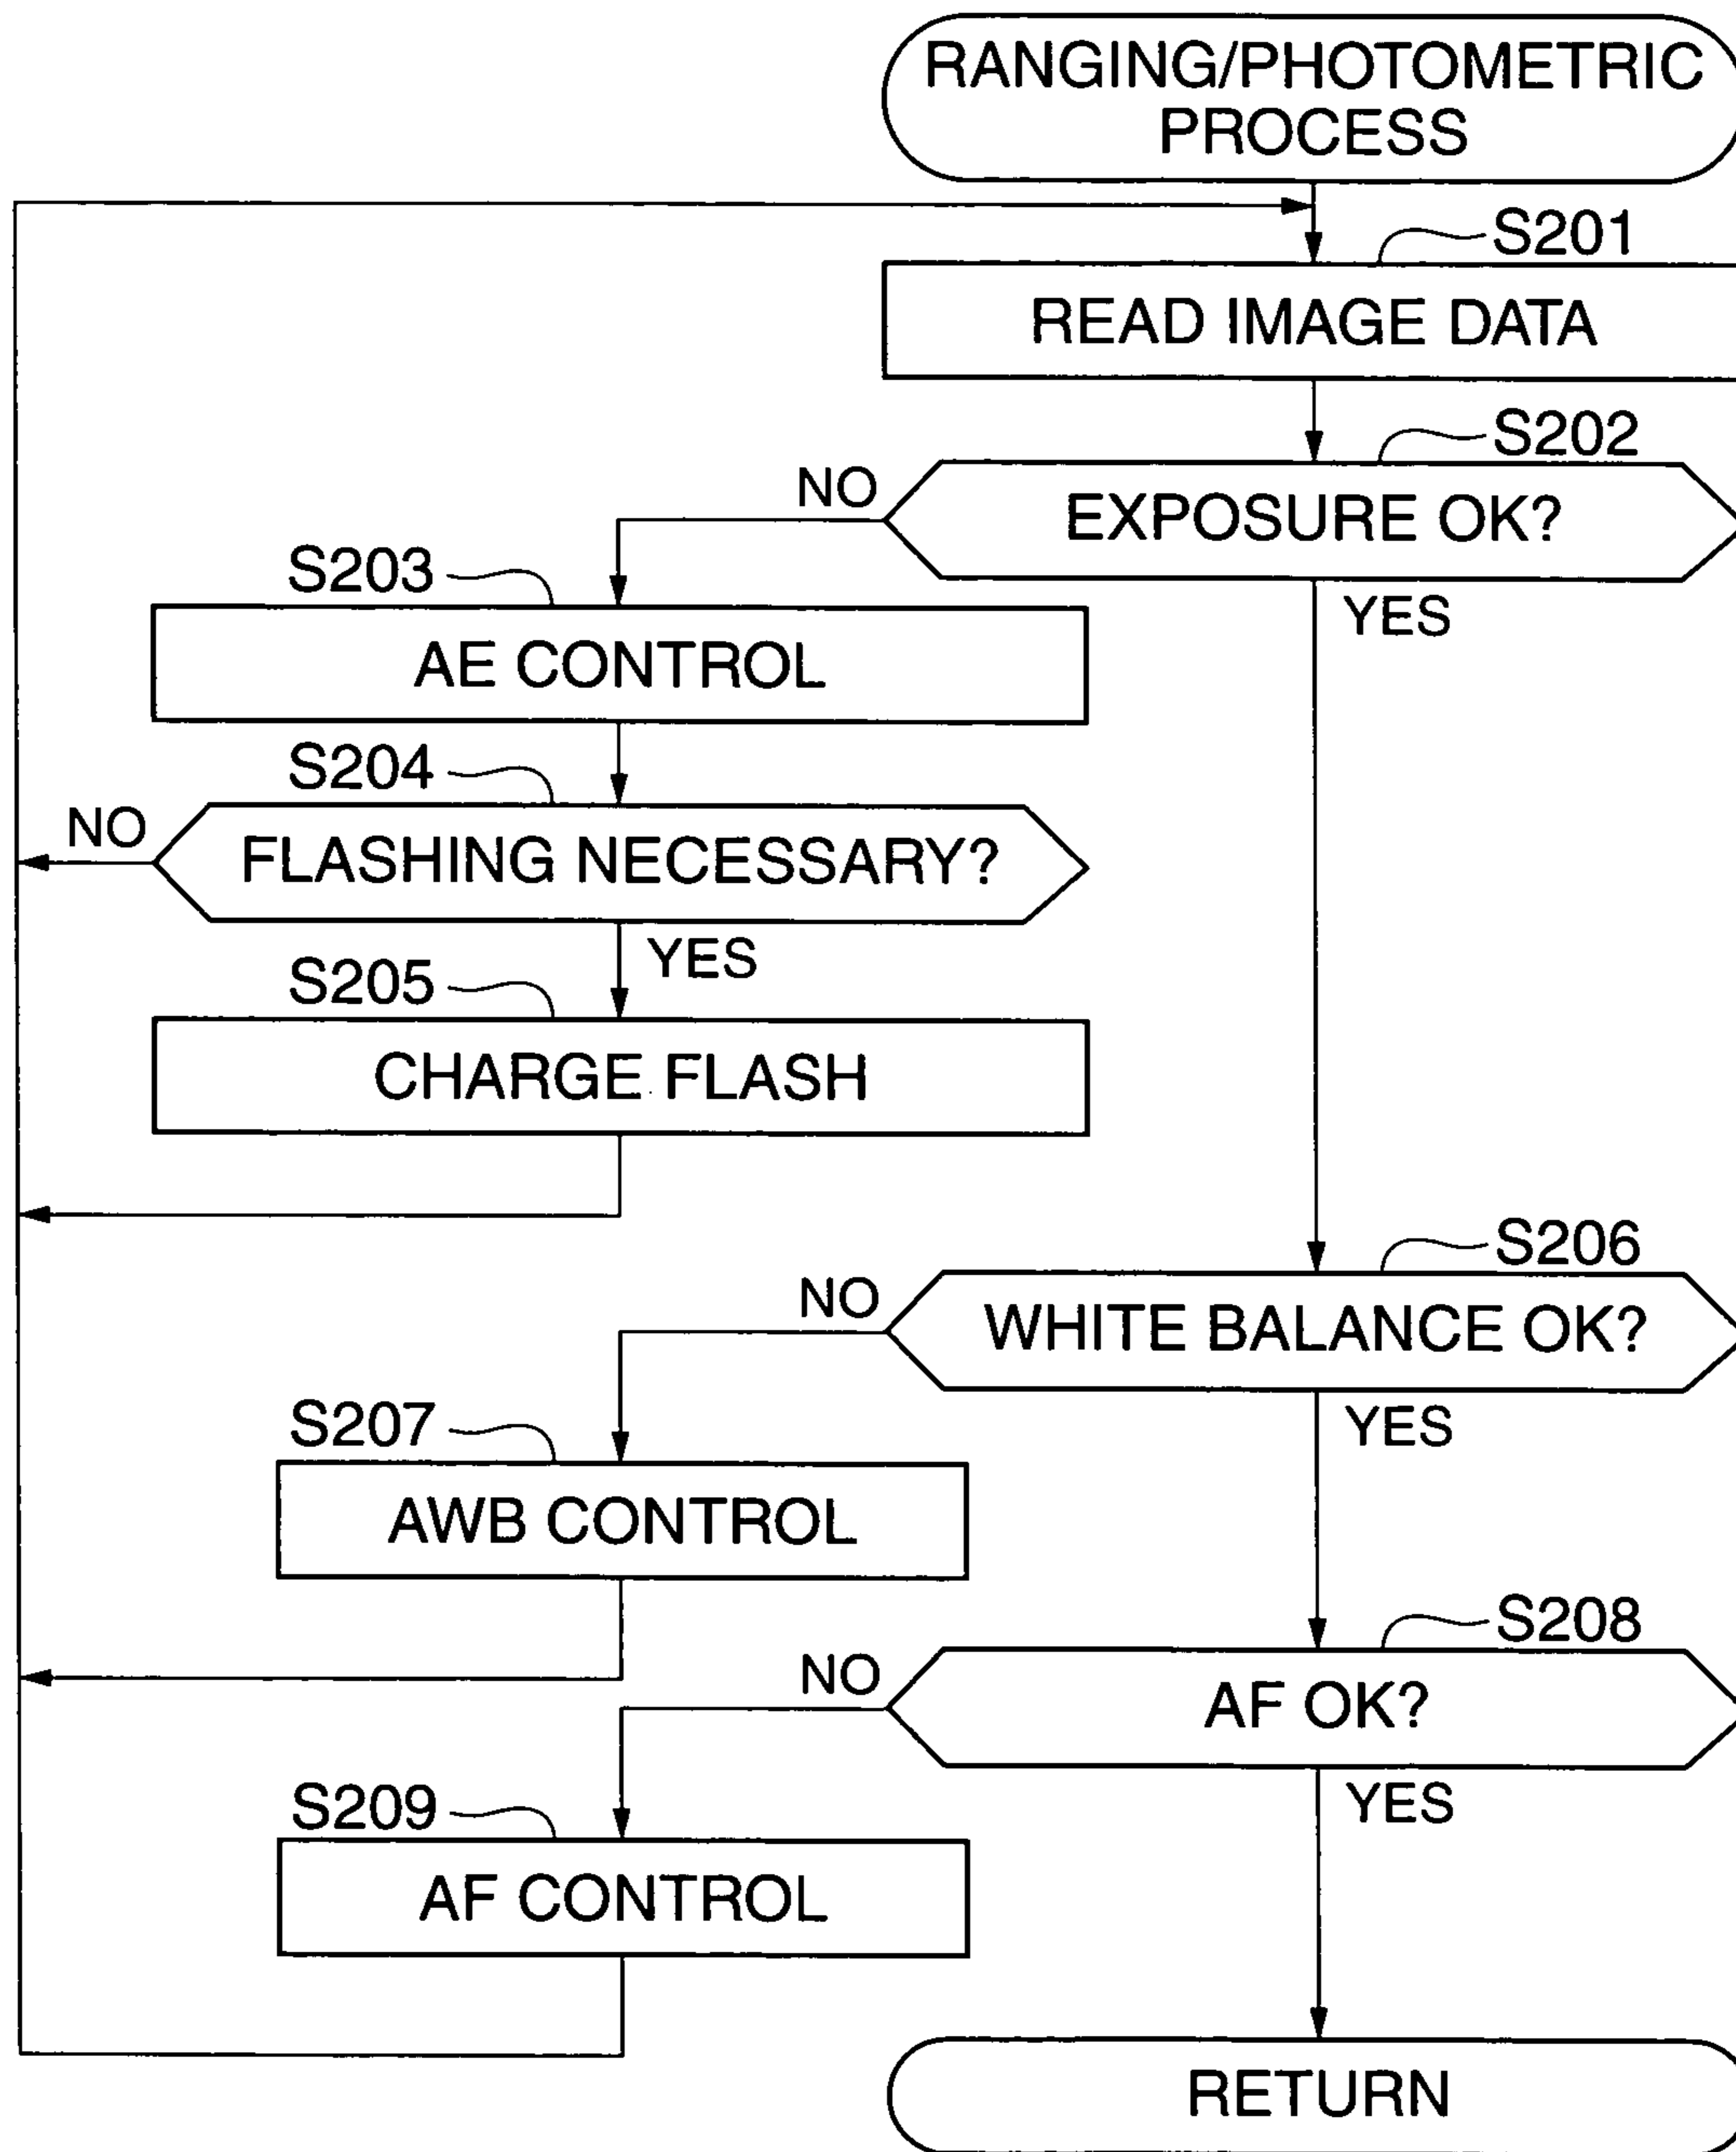 RANGING/PHOTOMETRIC
PROCESS
S201
READ IMAGE DATA
S202
EXPOSURE OK?
NO
YES
S203
AE CONTROL
S204
FLASHING NECESSARY?
NO
YES
S205
CHARGE FLASH
S206
WHITE BALANCE OK?
NO
YES
S207
AWB CONTROL
S208
AF OK?
NO
YES
S209
AF CONTROL
RETURN